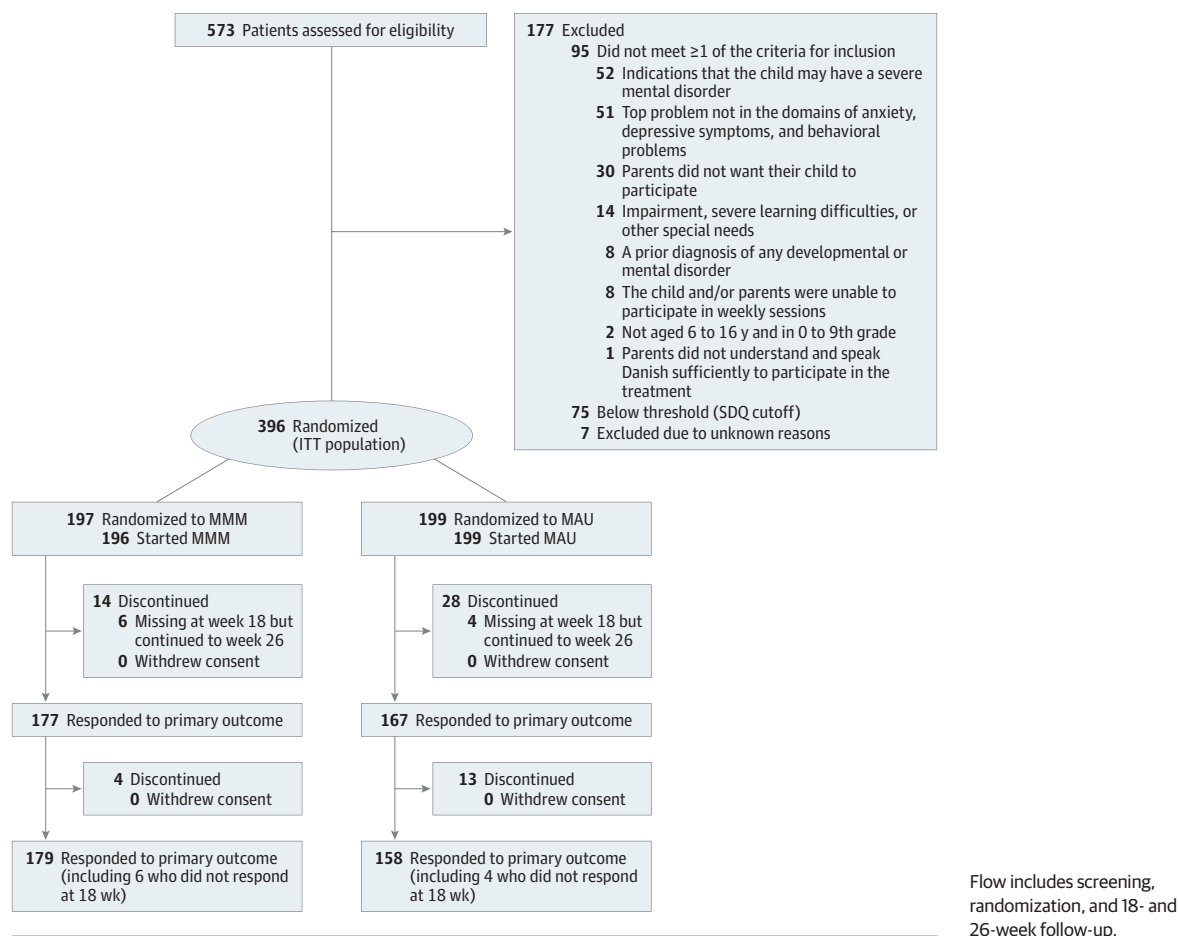 573 Patients assessed for eligibility
177 Excluded
95 Did not meet ≥1 of the criteria for inclusion
52 Indications that the child may have a severe
mental disorder
51 Top problem not in the domains of anxiety,
depressive symptoms, and behavioral
problems
30 Parents did not want their child to
participate
14 Impairment, severe learning difficulties, or
other special needs
8 A prior diagnosis of any developmental or
mental disorder
8 The child and/or parents were unable to
participate in weekly sessions
2 Not aged 6 to 16 y and in 0 to 9th grade
1 Parents did not understand and speak
Danish sufficiently to participate in the
treatment
75 Below threshold (SDQ cutoff)
7 Excluded due to unknown reasons
396 Randomized
(ITT population)
197 Randomized to MMM
196 Started MMM
199 Randomized to MAU
199 Started MAU
14 Discontinued
6 Missing at week 18 but
continued to week 26
0 Withdrew consent
28 Discontinued
4 Missing at week 18 but
continued to week 26
0 Withdrew consent
177 Responded to primary outcome
167 Responded to primary outcome
4 Discontinued
0 Withdrew consent
13 Discontinued
0 Withdrew consent
179 Responded to primary outcome
(including 6 who did not respond
at 18 wk)
158 Responded to primary outcome
(including 4 who did not respond
at 18 wk)
Flow includes screening,
randomization, and 18- and
26-week follow-up.